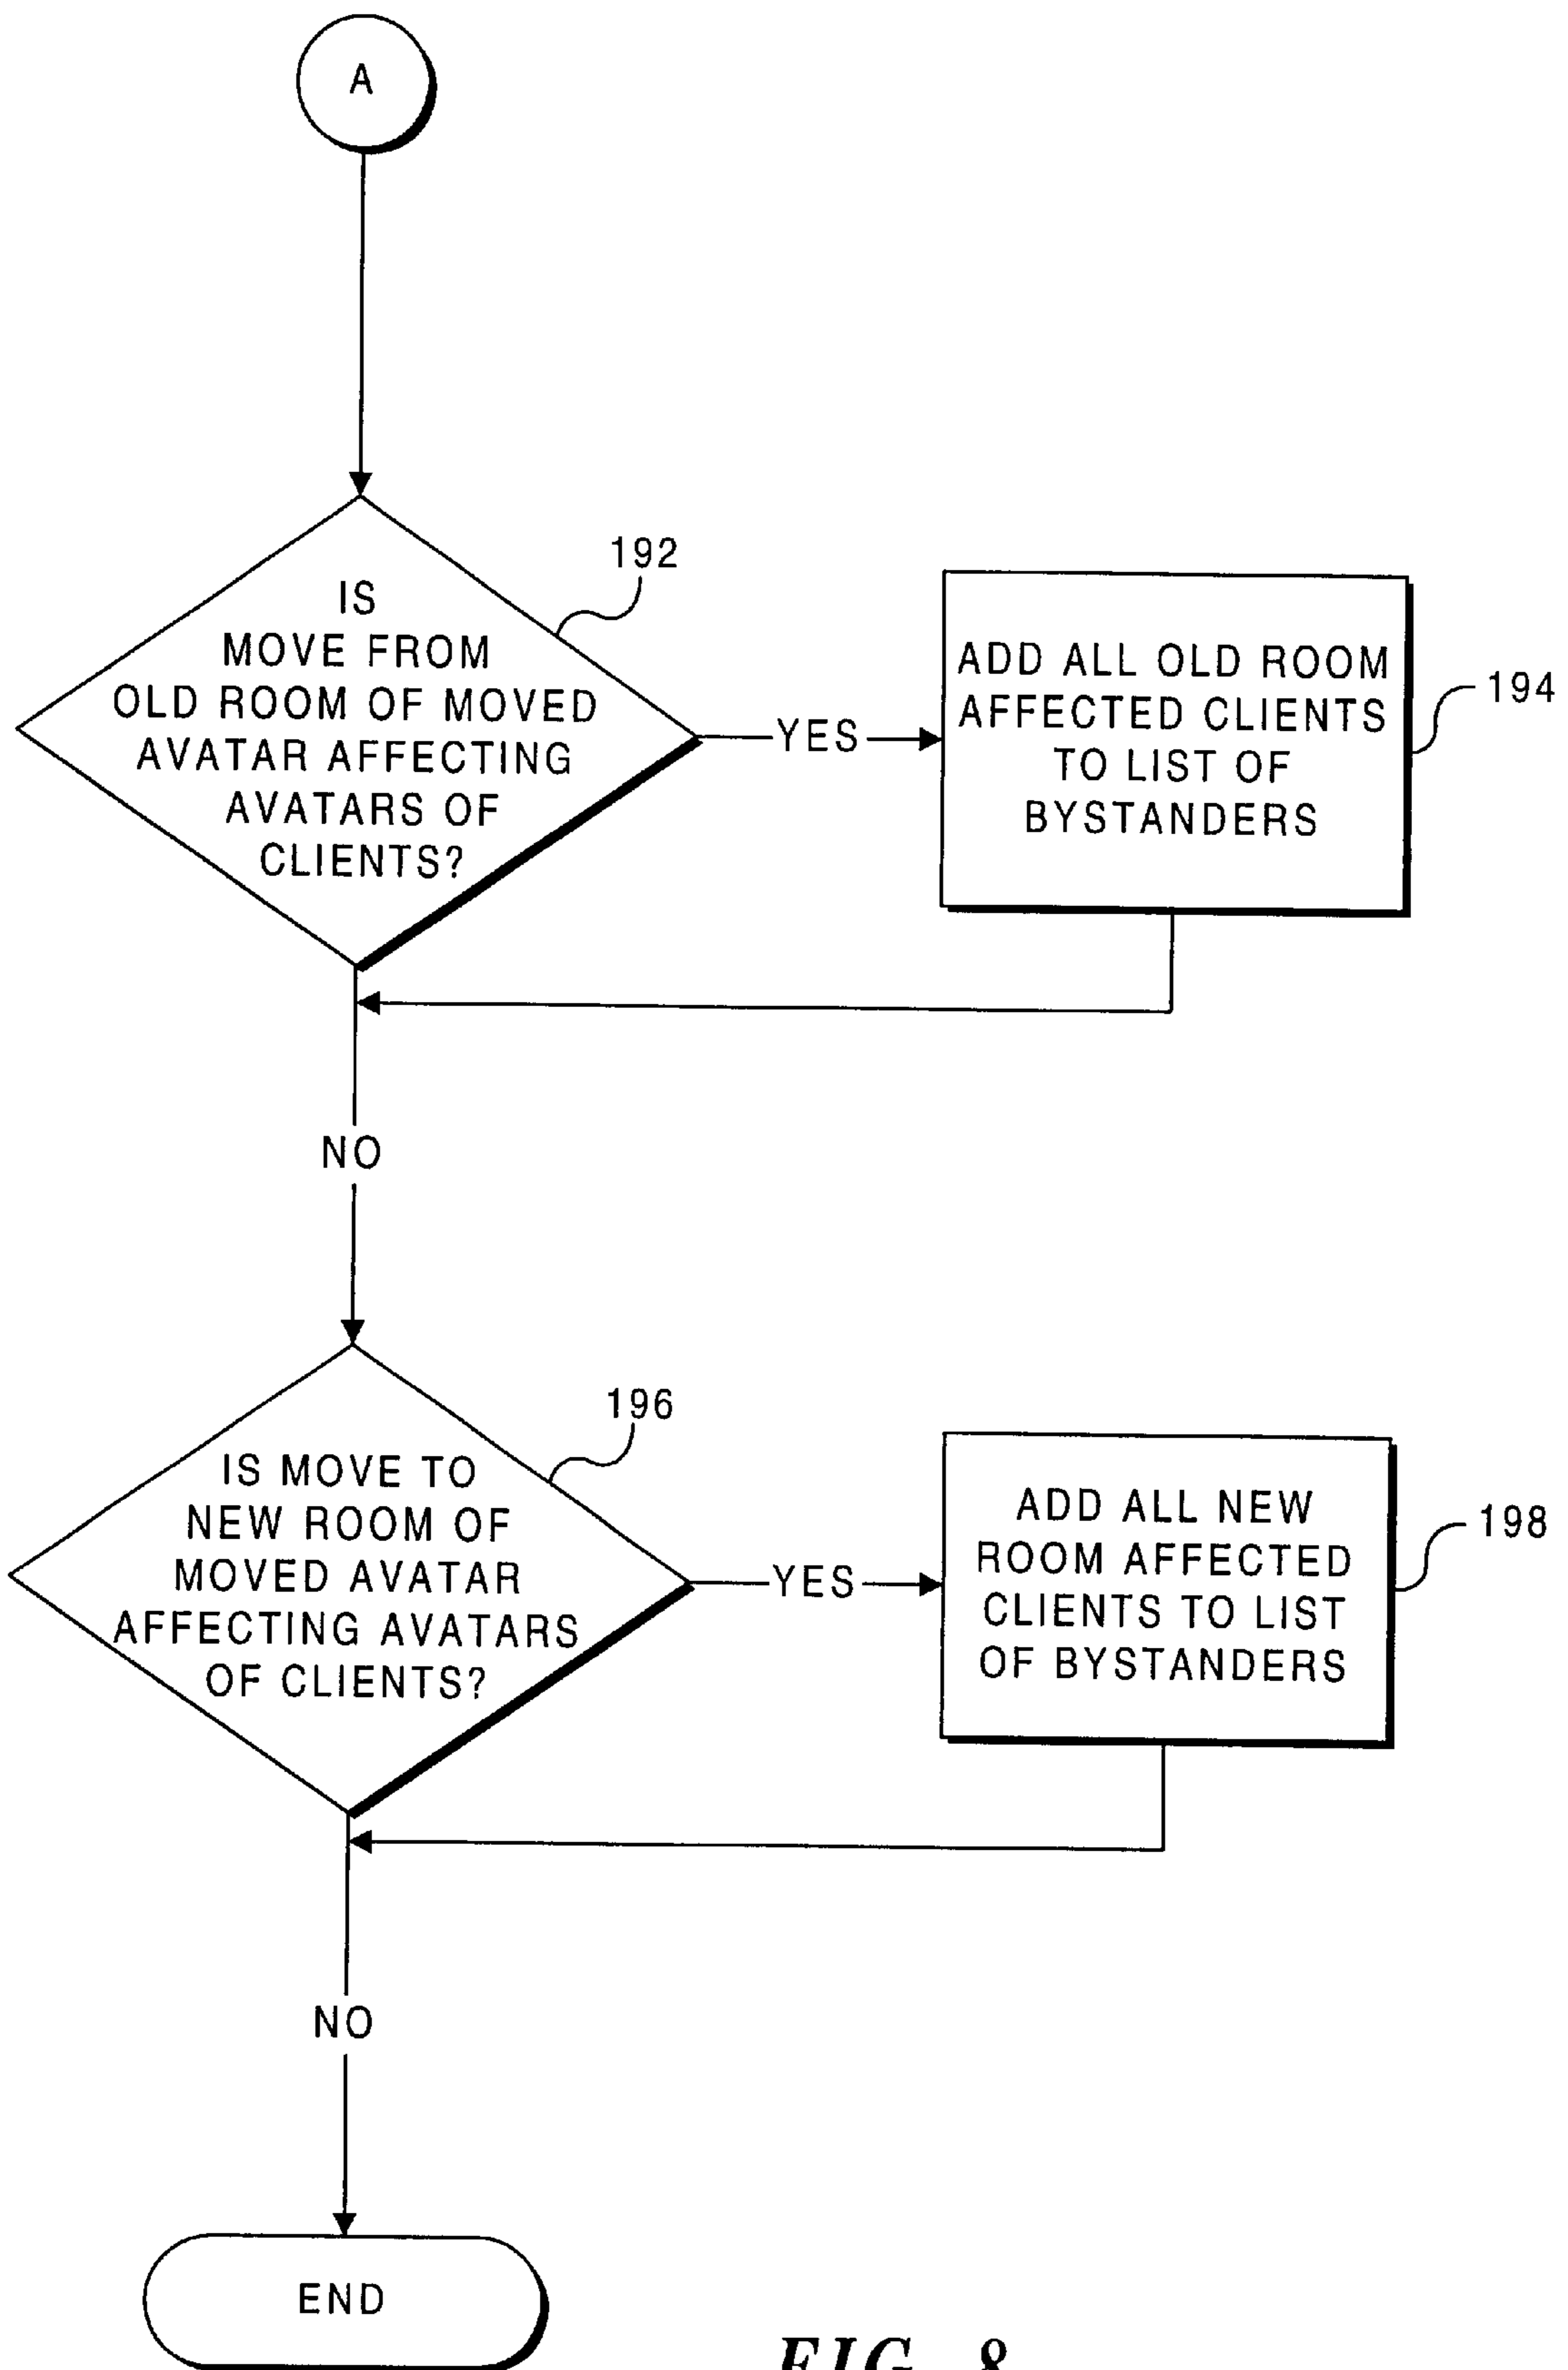 A
192
IS
MOVE FROM
OLD ROOM OF MOVED
AVATAR AFFECTING
AVATARS OF
CLIENTS?
YES
ADD ALL OLD ROOM
AFFECTED CLIENTS
TO LIST OF
BYSTANDERS
194
NO
196
IS MOVE TO
NEW ROOM OF
MOVED AVATAR
AFFECTING AVATARS
OF CLIENTS?
YES
ADD ALL NEW
ROOM AFFECTED
CLIENTS TO LIST
OF BYSTANDERS
198
NO
END
FIG. 8